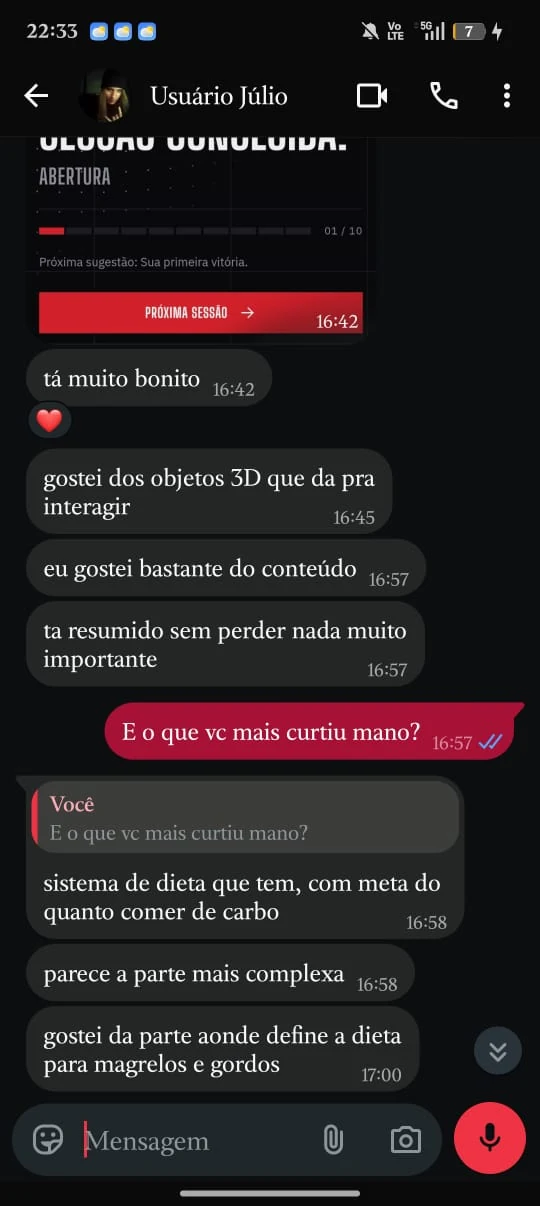 22:33
Vo
LTE
5G
7
Usuário Júlio
SESSÃO CONCLUÍDA.
ABERTURA
01 / 10
Próxima sugestão: Sua primeira vitória.
PRÓXIMA SESSÃO →
16:42
tá muito bonito 16:42
❤️
gostei dos objetos 3D que da pra
interagir
16:45
eu gostei bastante do conteúdo 16:57
ta resumido sem perder nada muito
importante
16:57
E o que vc mais curtiu mano? 16:57
Você
E o que vc mais curtiu mano?
sistema de dieta que tem, com meta do
quanto comer de carbo
16:58
parece a parte mais complexa 16:58
gostei da parte aonde define a dieta
para magrelos e gordos
17:00
Mensagem